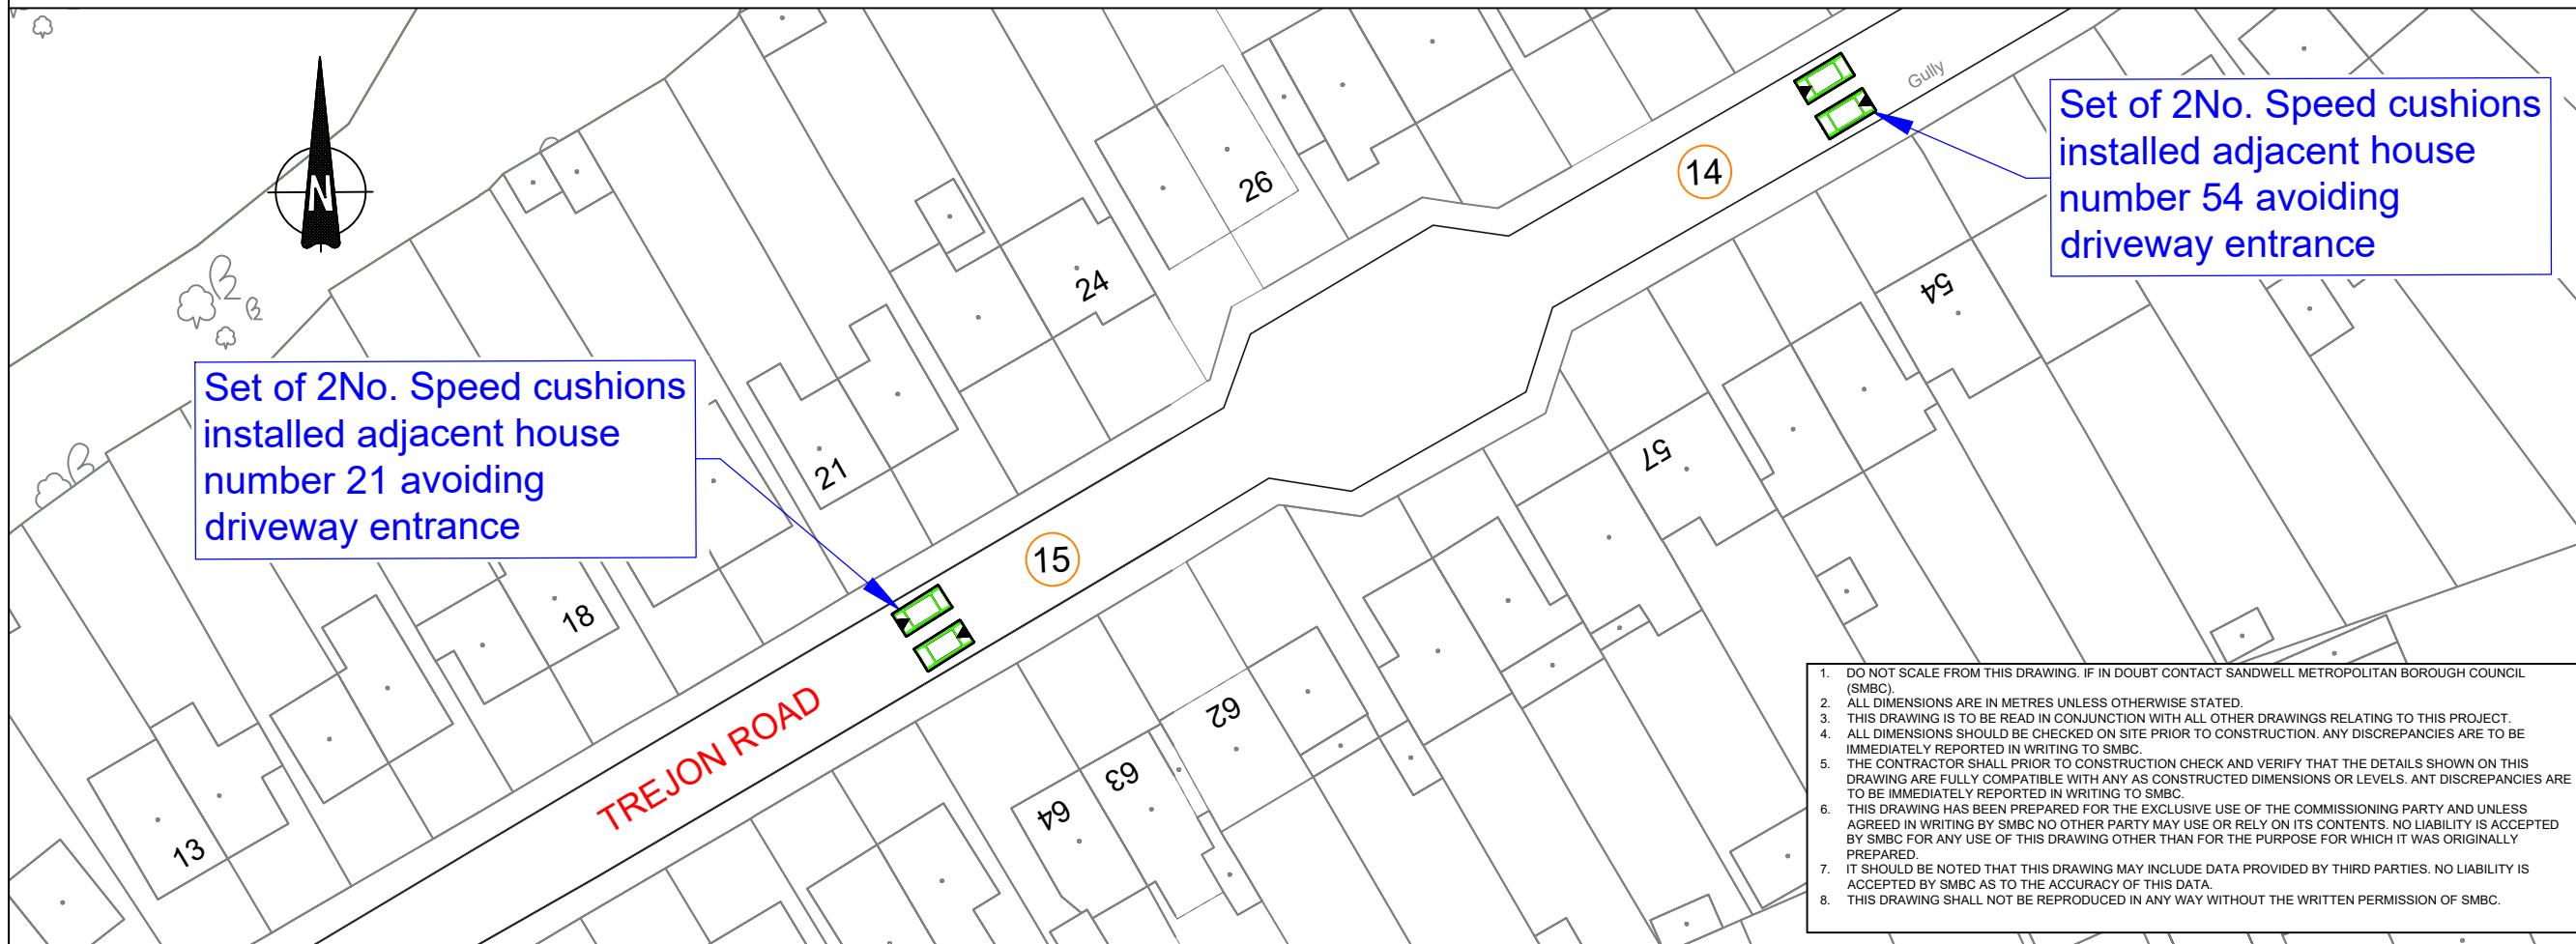 N
Gully
14
Set of 2No. Speed cushions
installed adjacent house
number 54 avoiding
driveway entrance
26
24
54
Set of 2No. Speed cushions
installed adjacent house
number 21 avoiding
driveway entrance
21
57
15
18
TREJON ROAD
62
63
64
13
1. DO NOT SCALE FROM THIS DRAWING. IF IN DOUBT CONTACT SANDWELL METROPOLITAN BOROUGH COUNCIL
(SMBC).
2. ALL DIMENSIONS ARE IN METRES UNLESS OTHERWISE STATED.
3. THIS DRAWING IS TO BE READ IN CONJUNCTION WITH ALL OTHER DRAWINGS RELATING TO THIS PROJECT.
4. ALL DIMENSIONS SHOULD BE CHECKED ON SITE PRIOR TO CONSTRUCTION. ANY DISCREPANCIES ARE TO BE
IMMEDIATELY REPORTED IN WRITING TO SMBC.
5. THE CONTRACTOR SHALL PRIOR TO CONSTRUCTION CHECK AND VERIFY THAT THE DETAILS SHOWN ON THIS
DRAWING ARE FULLY COMPATIBLE WITH ANY AS CONSTRUCTED DIMENSIONS OR LEVELS. ANT DISCREPANCIES ARE
TO BE IMMEDIATELY REPORTED IN WRITING TO SMBC.
6. THIS DRAWING HAS BEEN PREPARED FOR THE EXCLUSIVE USE OF THE COMMISSIONING PARTY AND UNLESS
AGREED IN WRITING BY SMBC NO OTHER PARTY MAY USE OR RELY ON ITS CONTENTS. NO LIABILITY IS ACCEPTED
BY SMBC FOR ANY USE OF THIS DRAWING OTHER THAN FOR THE PURPOSE FOR WHICH IT WAS ORIGINALLY
PREPARED.
7. IT SHOULD BE NOTED THAT THIS DRAWING MAY INCLUDE DATA PROVIDED BY THIRD PARTIES. NO LIABILITY IS
ACCEPTED BY SMBC AS TO THE ACCURACY OF THIS DATA.
8. THIS DRAWING SHALL NOT BE REPRODUCED IN ANY WAY WITHOUT THE WRITTEN PERMISSION OF SMBC.